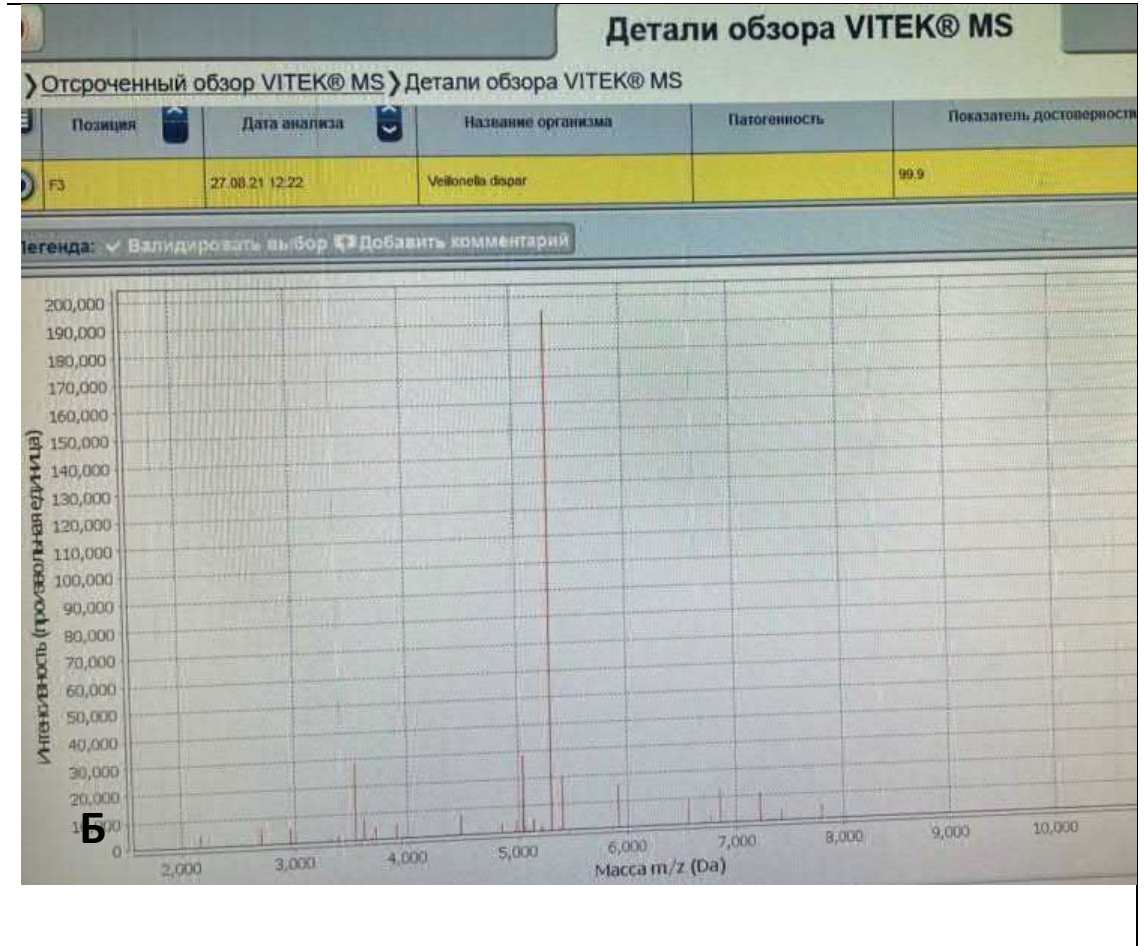 Детали обзора VITEK® MS
❯Отсроченный обзор VITEK® MS❯Детали обзора VITEK® MS
Позиция Дата анализа Название организма Патогенность Показатель достоверности
F3 27.08.21 12:22 Veillonella dispar 99.9
Легенда: Валидировать выбор Добавить комментарий
Интенсивность (произвольная единица)
200,000
190,000
180,000
170,000
160,000
150,000
140,000
130,000
120,000
110,000
100,000
90,000
80,000
70,000
60,000
50,000
40,000
30,000
20,000
10,000
0
Б
2,000 3,000 4,000 5,000 6,000 7,000 8,000 9,000 10,000
Масса m/z (Da)